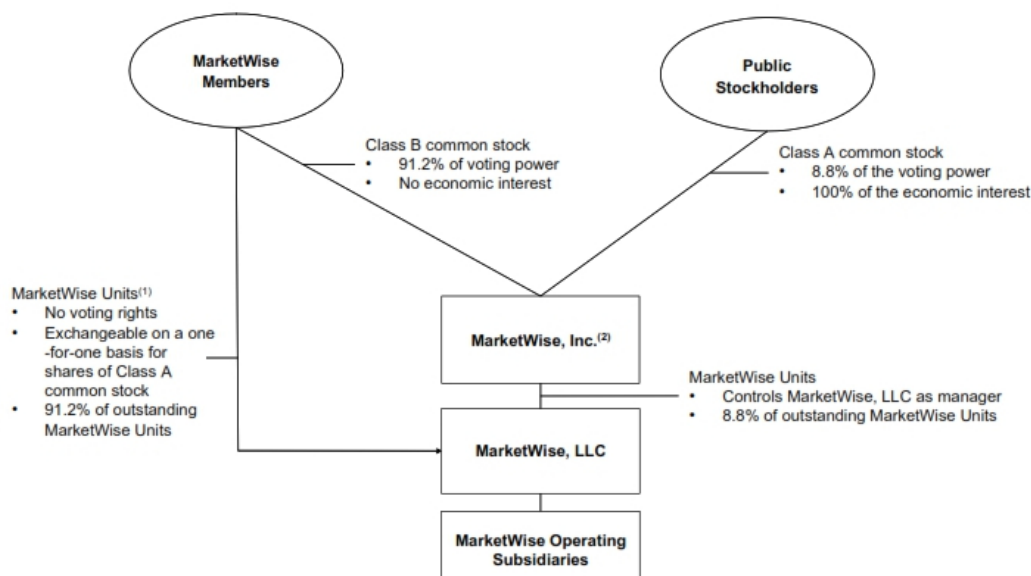 MarketWise
Members
Public
Stockholders
Class B common stock
• 91.2% of voting power
• No economic interest
Class A common stock
• 8.8% of the voting power
• 100% of the economic interest
MarketWise Units(1)
• No voting rights
• Exchangeable on a one
-for-one basis for
shares of Class A
common stock
• 91.2% of outstanding
MarketWise Units
MarketWise, Inc.(2)
MarketWise Units
• Controls MarketWise, LLC as manager
• 8.8% of outstanding MarketWise Units
MarketWise, LLC
MarketWise Operating
Subsidiaries